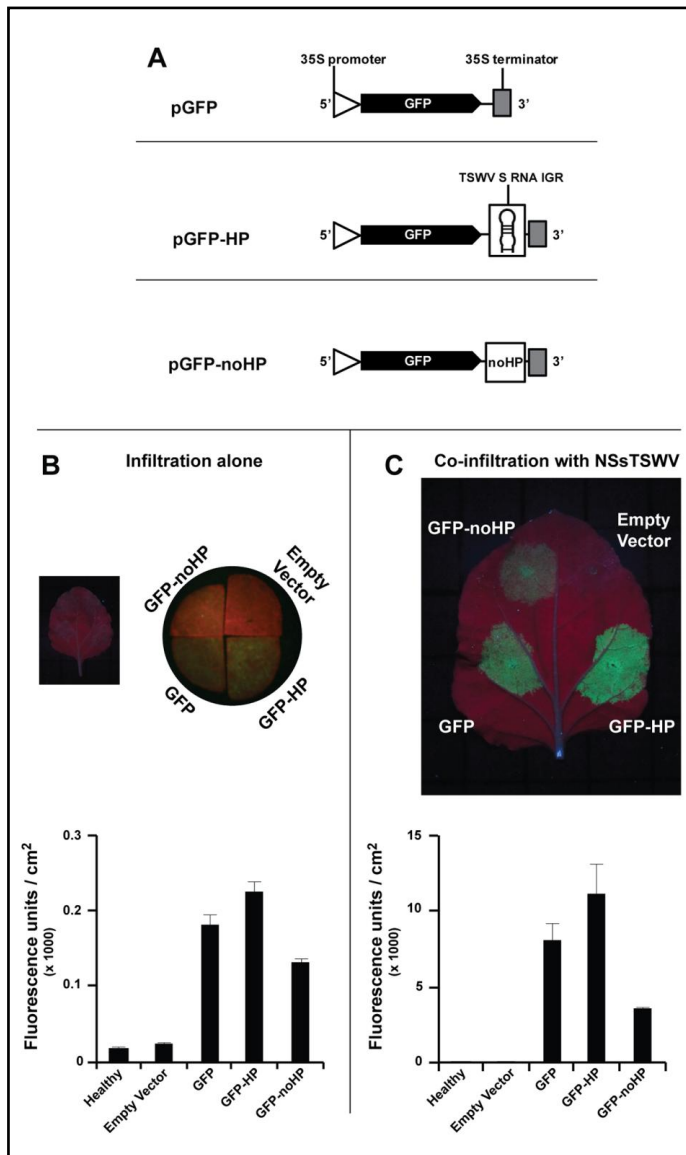 A
35S promoter
35S terminator
pGFP
5’
GFP
3’
TSWV S RNA IGR
pGFP-HP
5’
GFP
3’
pGFP-noHP
5’
GFP
noHP
3’
B
Infiltration alone
GFP-noHP
Empty
Vector
GFP
GFP-HP
Fluorescence units / cm²
(x 1000)
0.3
0.2
0.1
0
Healthy
Empty Vector
GFP
GFP-HP
GFP-noHP
C
Co-infiltration with NSsTSWV
GFP-noHP
Empty
Vector
GFP
GFP-HP
Fluorescence units / cm²
(x 1000)
15
10
5
0
Healthy
Empty Vector
GFP
GFP-HP
GFP-noHP